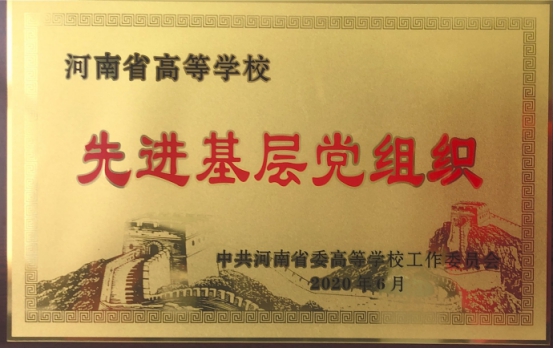 河南省高等学校
先进基层党组织
中共河南省委高等学校工作委员会
2020年6月